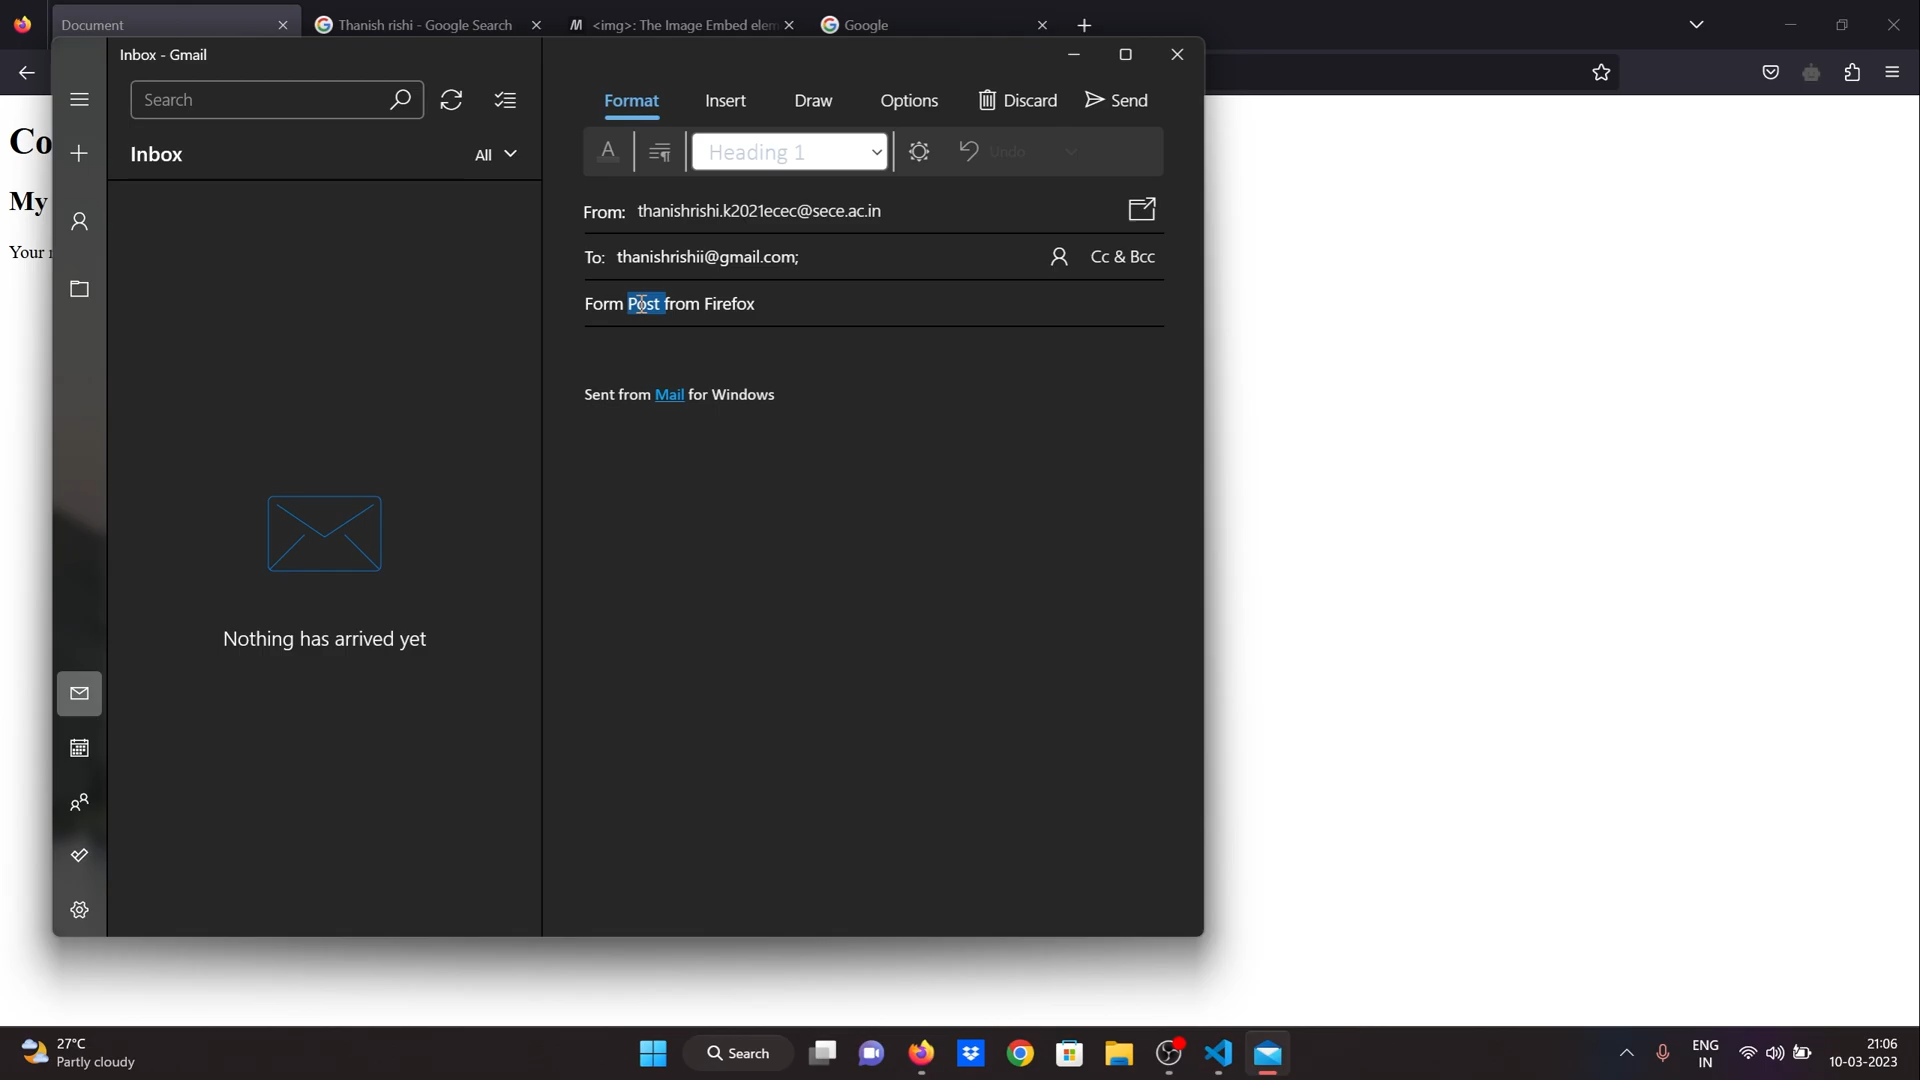 Document
Thanish rishi - Google Search
<img>: The Image Embed elem
Google
Inbox - Gmail
Co
My
Your
Search
Inbox
All
Format
Insert
Draw
Options
Discard
Send
Heading 1
Undo
From: thanishrishi.k2021ecec@sece.ac.in
To: thanishrishii@gmail.com;
Cc & Bcc
Form Post from Firefox
Sent from Mail for Windows
Nothing has arrived yet
27°C
Partly cloudy
Search
ENG
IN
21:06
10-03-2023